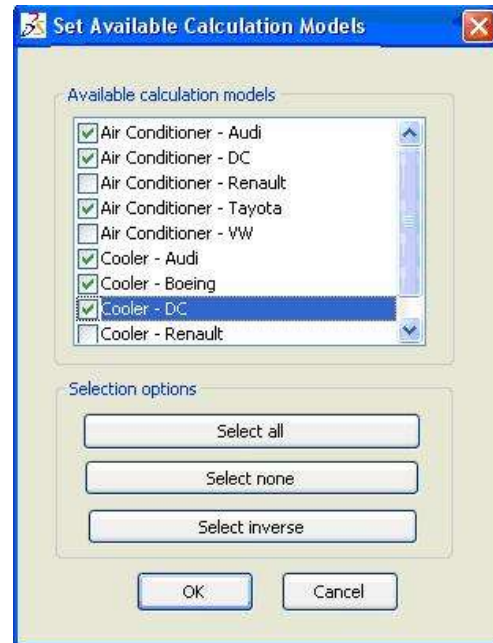 Set Available Calculation Models
Available calculation models
Air Conditioner - Audi
Air Conditioner - DC
Air Conditioner - Renault
Air Conditioner - Tayota
Air Conditioner - VW
Cooler - Audi
Cooler - Boeing
Cooler - DC
Cooler - Renault
Selection options
Select all
Select none
Select inverse
OK
Cancel